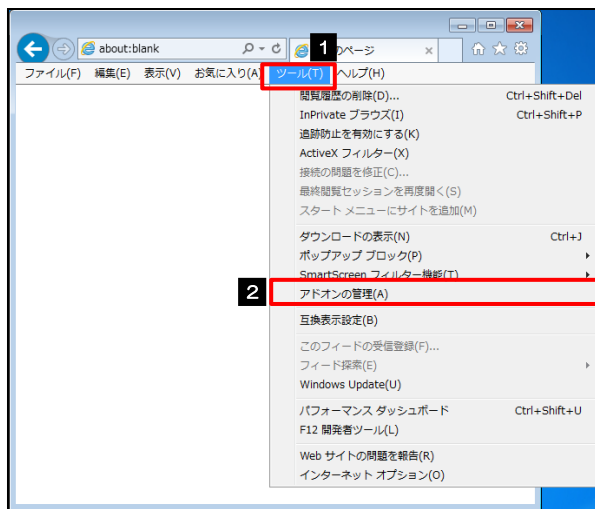 about:blank
1
のページ
ファイル(F) 編集(E) 表示(V) お気に入り(A) ツール(T) ヘルプ(H)
閲覧履歴の削除(D)... Ctrl+Shift+Del
InPrivate ブラウズ(I) Ctrl+Shift+P
追跡防止を有効にする(K)
ActiveX フィルター(X)
接続の問題を修正(C)...
最終閲覧セッションを再度開く(S)
スタート メニューにサイトを追加(M)
ダウンロードの表示(N) Ctrl+J
ポップアップ ブロック(P)
SmartScreen フィルター機能(T)
2 アドオンの管理(A)
互換表示設定(B)
このフィードの受信登録(F)...
フィード探索(E)
Windows Update(U)
パフォーマンス ダッシュボード Ctrl+Shift+U
F12 開発者ツール(L)
Web サイトの問題を報告(R)
インターネット オプション(O)